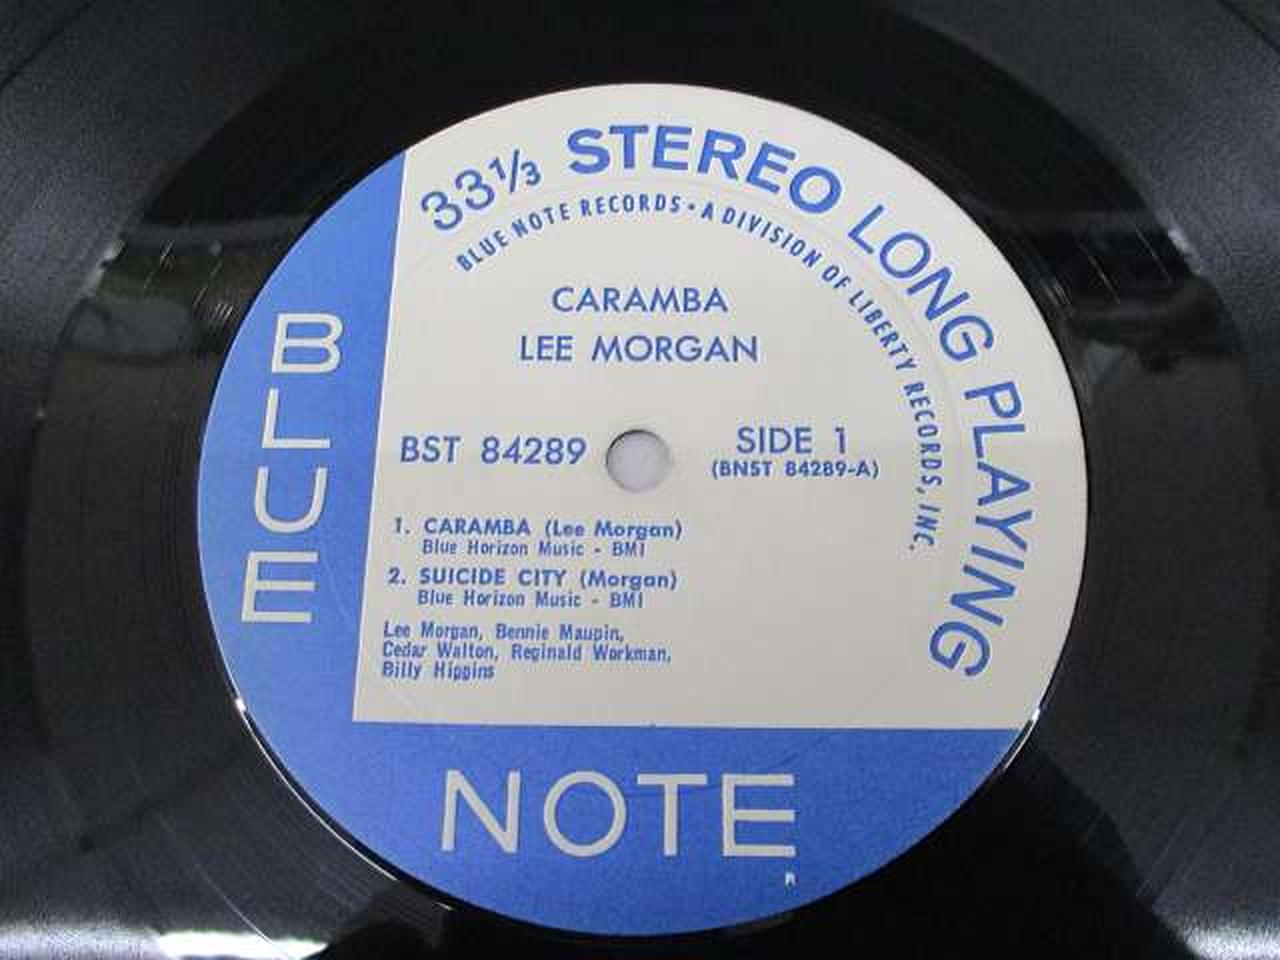 33⅓ STEREO LONG PLAYING
BLUE NOTE RECORDS • A DIVISION OF LIBERTY RECORDS, INC.
CARAMBA
LEE MORGAN
BST 84289
SIDE 1
(BNST 84289-A)
1. CARAMBA (Lee Morgan)
Blue Horizon Music - BMI
2. SUICIDE CITY (Morgan)
Blue Horizon Music - BMI
Lee Morgan, Bennie Maupin,
Cedar Walton, Reginald Workman,
Billy Higgins
BLUE
NOTE
R